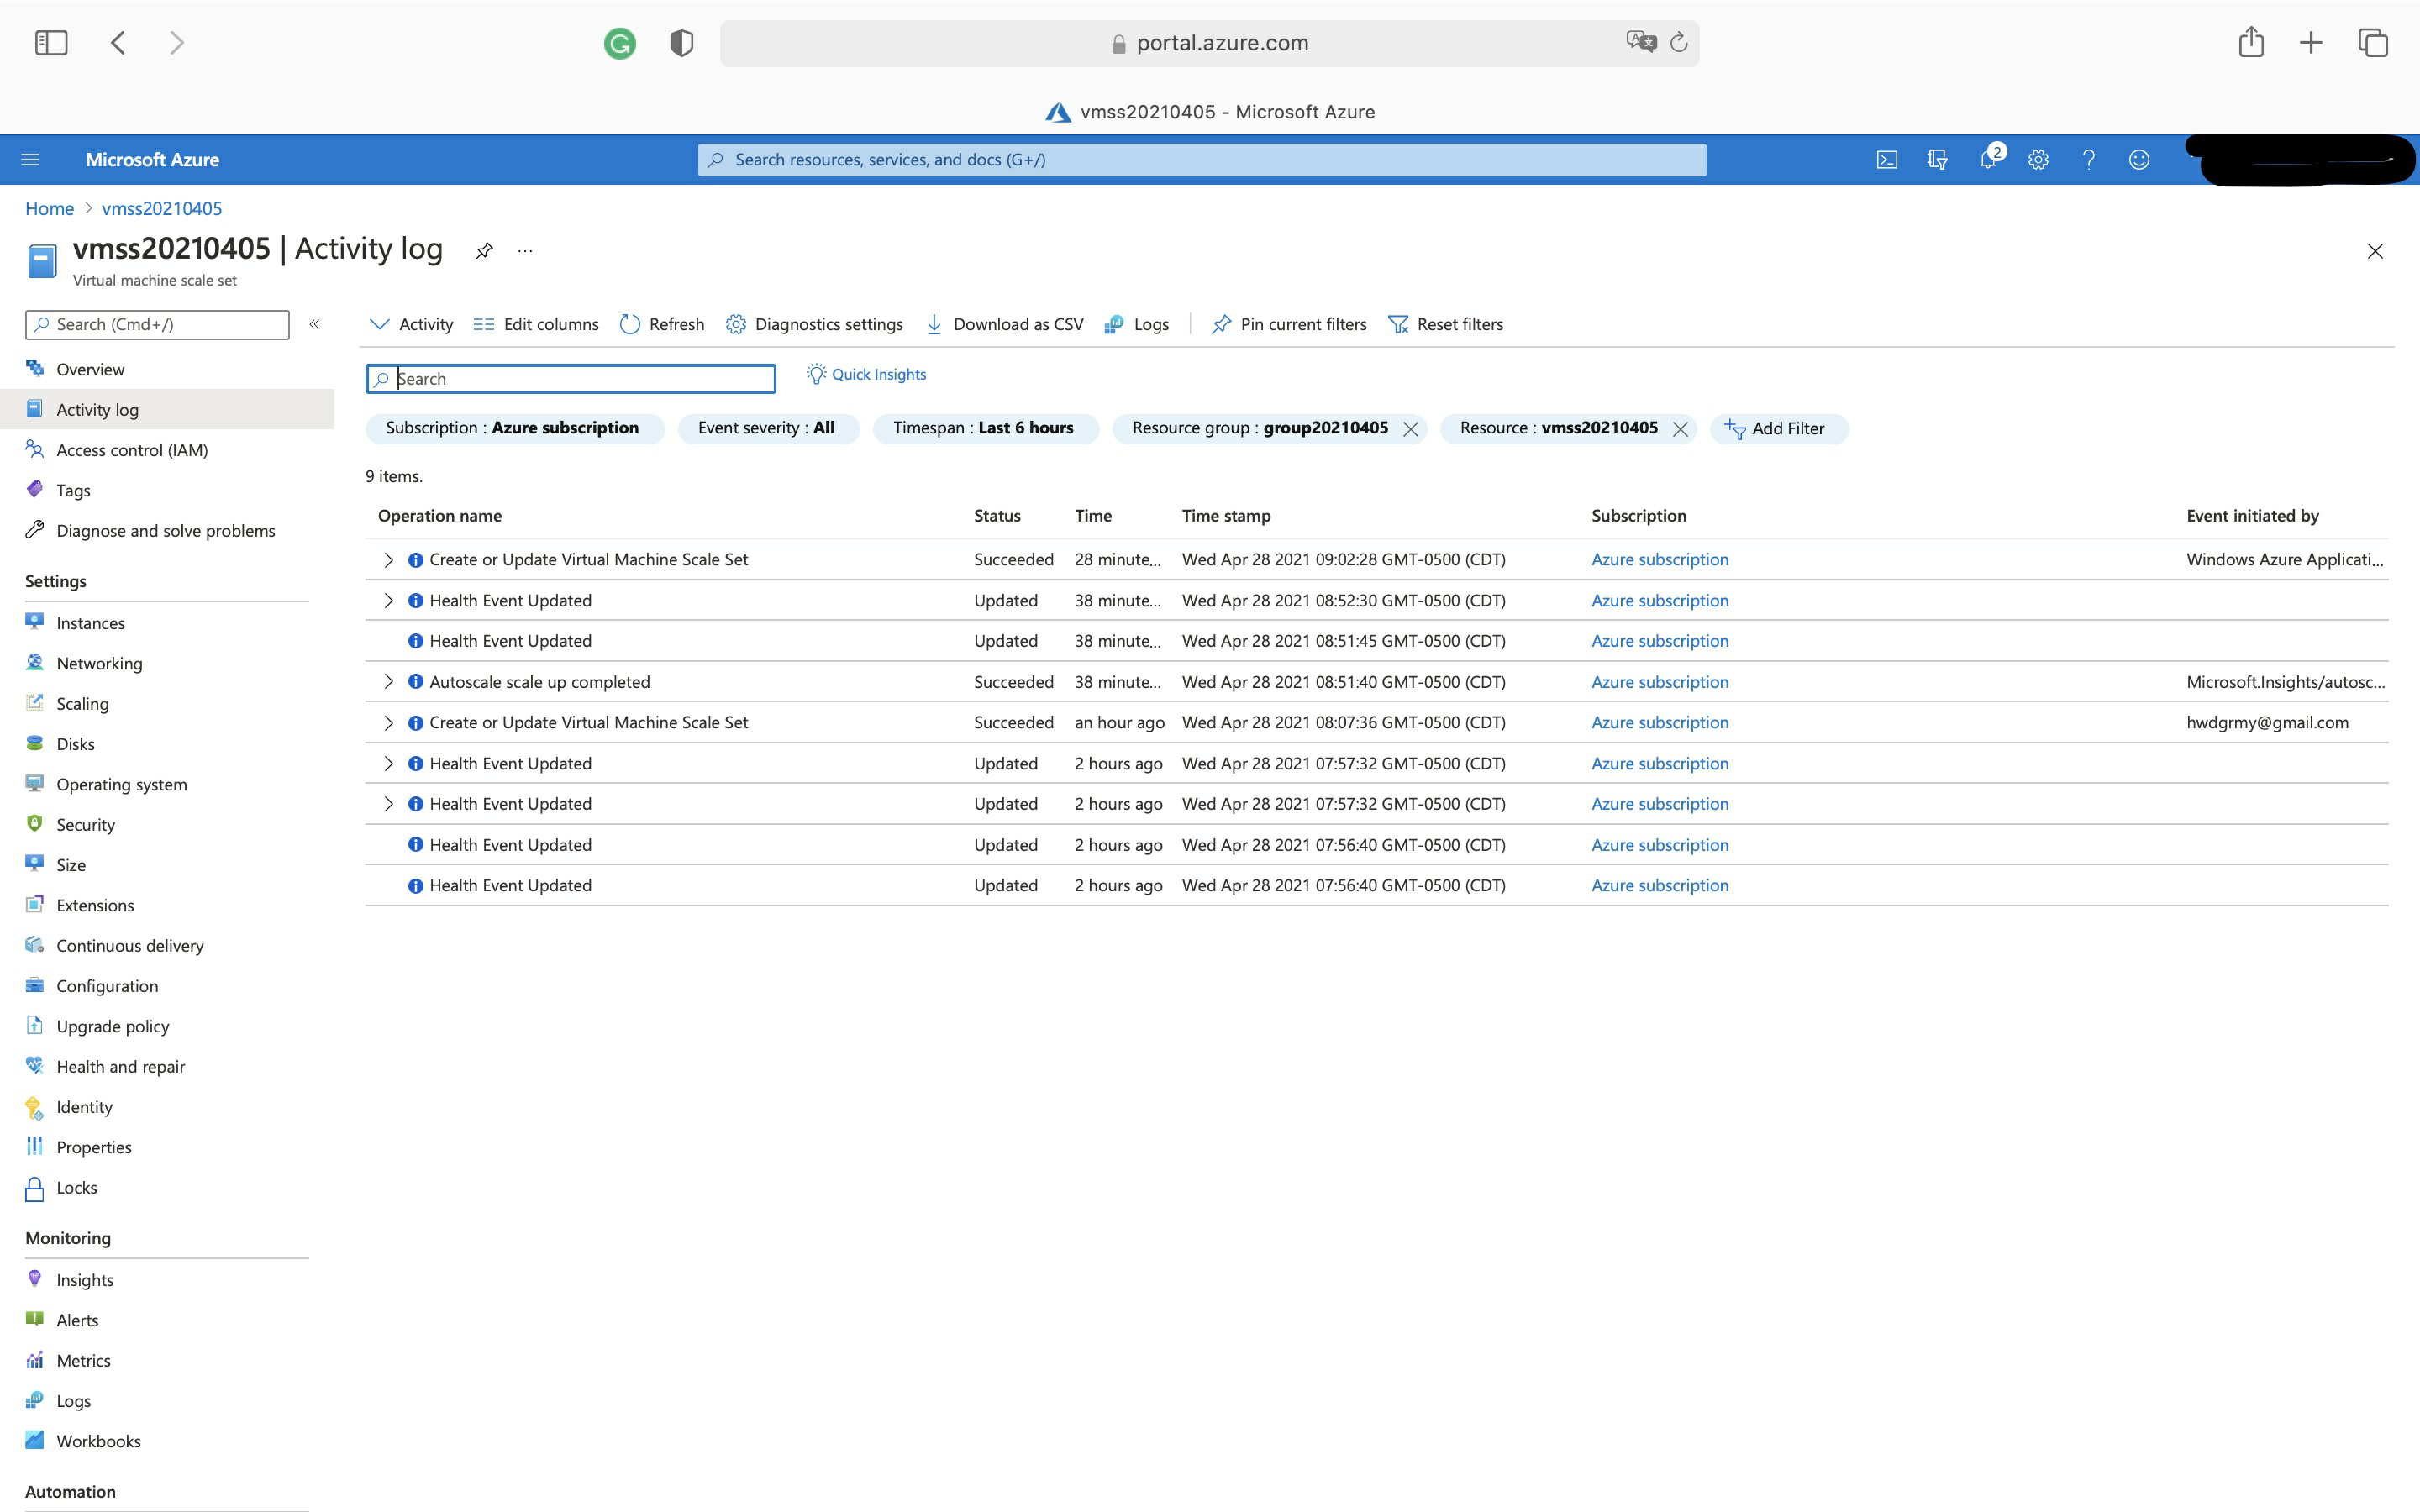 portal.azure.com
vmss20210405 - Microsoft Azure
Microsoft Azure
Search resources, services, and docs (G+/)
2
Home > vmss20210405
vmss20210405 | Activity log
...
Virtual machine scale set
Search (Cmd+/)
«
Overview
Activity log
Access control (IAM)
Tags
Diagnose and solve problems
Settings
Instances
Networking
Scaling
Disks
Operating system
Security
Size
Extensions
Continuous delivery
Configuration
Upgrade policy
Health and repair
Identity
Properties
Locks
Monitoring
Insights
Alerts
Metrics
Logs
Workbooks
Automation
Activity Edit columns Refresh Diagnostics settings Download as CSV Logs Pin current filters Reset filters
Search Quick Insights
Subscription : Azure subscription Event severity : All Timespan : Last 6 hours Resource group : group20210405 Resource : vmss20210405 Add Filter
9 items.
Operation name Status Time Time stamp Subscription Event initiated by
Create or Update Virtual Machine Scale Set Succeeded 28 minute... Wed Apr 28 2021 09:02:28 GMT-0500 (CDT) Azure subscription Windows Azure Applicati...
Health Event Updated Updated 38 minute... Wed Apr 28 2021 08:52:30 GMT-0500 (CDT) Azure subscription
Health Event Updated Updated 38 minute... Wed Apr 28 2021 08:51:45 GMT-0500 (CDT) Azure subscription
Autoscale scale up completed Succeeded 38 minute... Wed Apr 28 2021 08:51:40 GMT-0500 (CDT) Azure subscription Microsoft.Insights/autosc...
Create or Update Virtual Machine Scale Set Succeeded an hour ago Wed Apr 28 2021 08:07:36 GMT-0500 (CDT) Azure subscription hwdgrmy@gmail.com
Health Event Updated Updated 2 hours ago Wed Apr 28 2021 07:57:32 GMT-0500 (CDT) Azure subscription
Health Event Updated Updated 2 hours ago Wed Apr 28 2021 07:57:32 GMT-0500 (CDT) Azure subscription
Health Event Updated Updated 2 hours ago Wed Apr 28 2021 07:56:40 GMT-0500 (CDT) Azure subscription
Health Event Updated Updated 2 hours ago Wed Apr 28 2021 07:56:40 GMT-0500 (CDT) Azure subscription